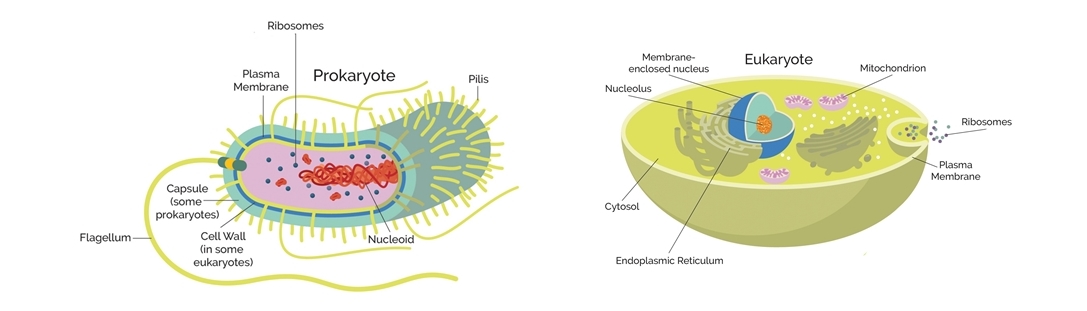 Ribosomes
Prokaryote
Plasma
Membrane
Pilis
Capsule
(some
prokaryotes)
Flagellum
Cell Wall
(in some
eukaryotes)
Nucleoid
Eukaryote
Membrane-
enclosed nucleus
Nucleolus
Mitochondrion
Ribosomes
Plasma
Membrane
Cytosol
Endoplasmic Reticulum